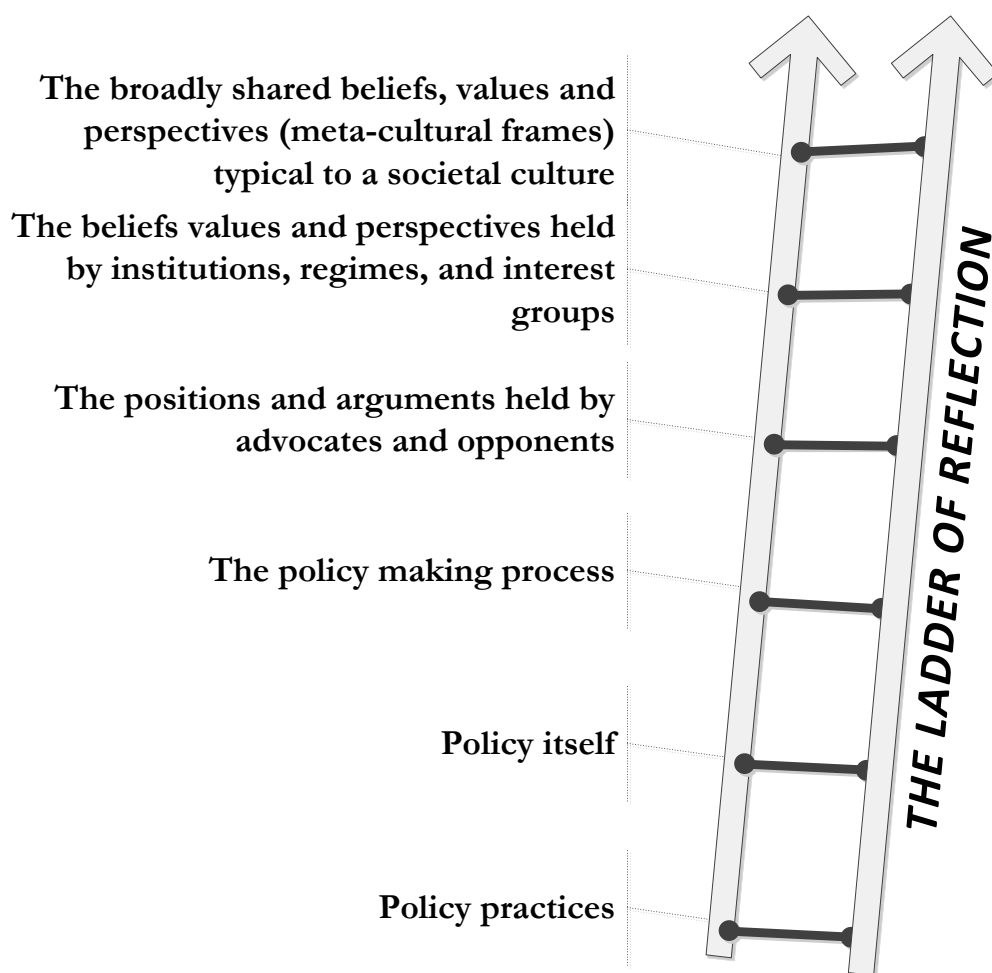 The broadly shared beliefs, values and
perspectives (meta-cultural frames)
typical to a societal culture
The beliefs values and perspectives held
by institutions, regimes, and interest
groups
The positions and arguments held by
advocates and opponents
The policy making process
Policy itself
Policy practices
THE LADDER OF REFLECTION